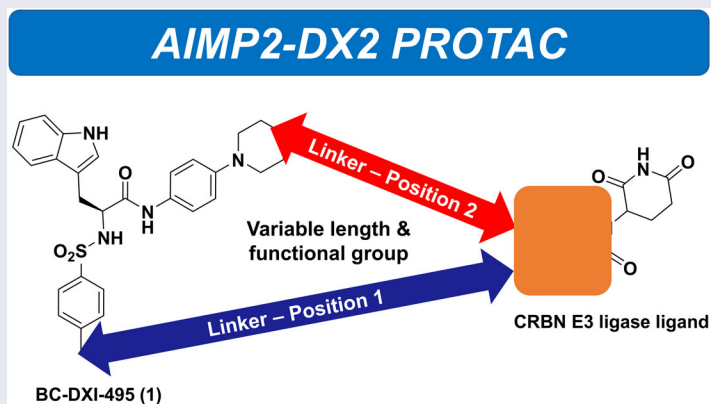 AIMP2-DX2 PROTAC
NH
N
O
N
H
NH
O₂S
Linker – Position 2
Variable length &
functional group
Linker – Position 1
NH
O
O
O
CRBN E3 ligase ligand
BC-DXI-495 (1)